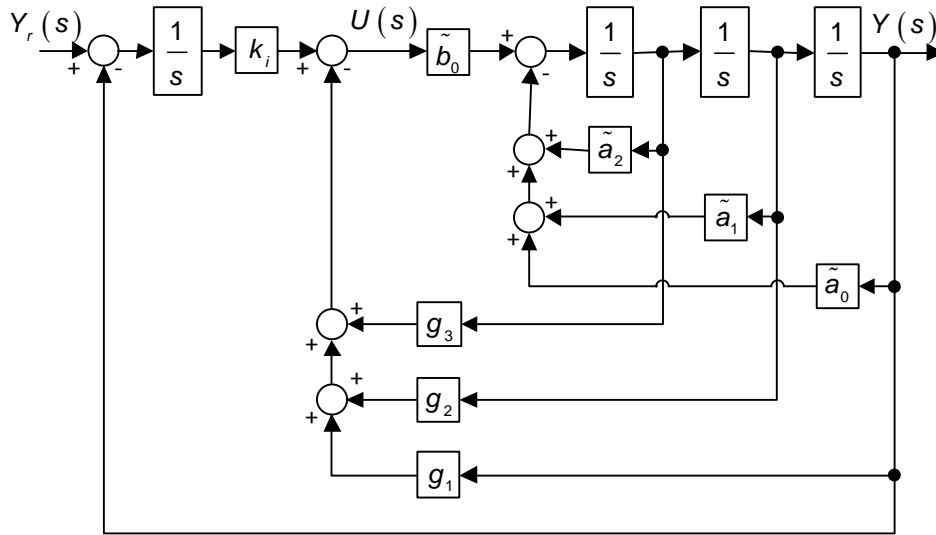 Y_r(s) U(s) Y(s)
+ - 1/s k_i + - b̃_0 + - 1/s 1/s 1/s
+ ã_2
+
+ ã_1
+
ã_0
+ g_3
+
+ g_2
+
g_1